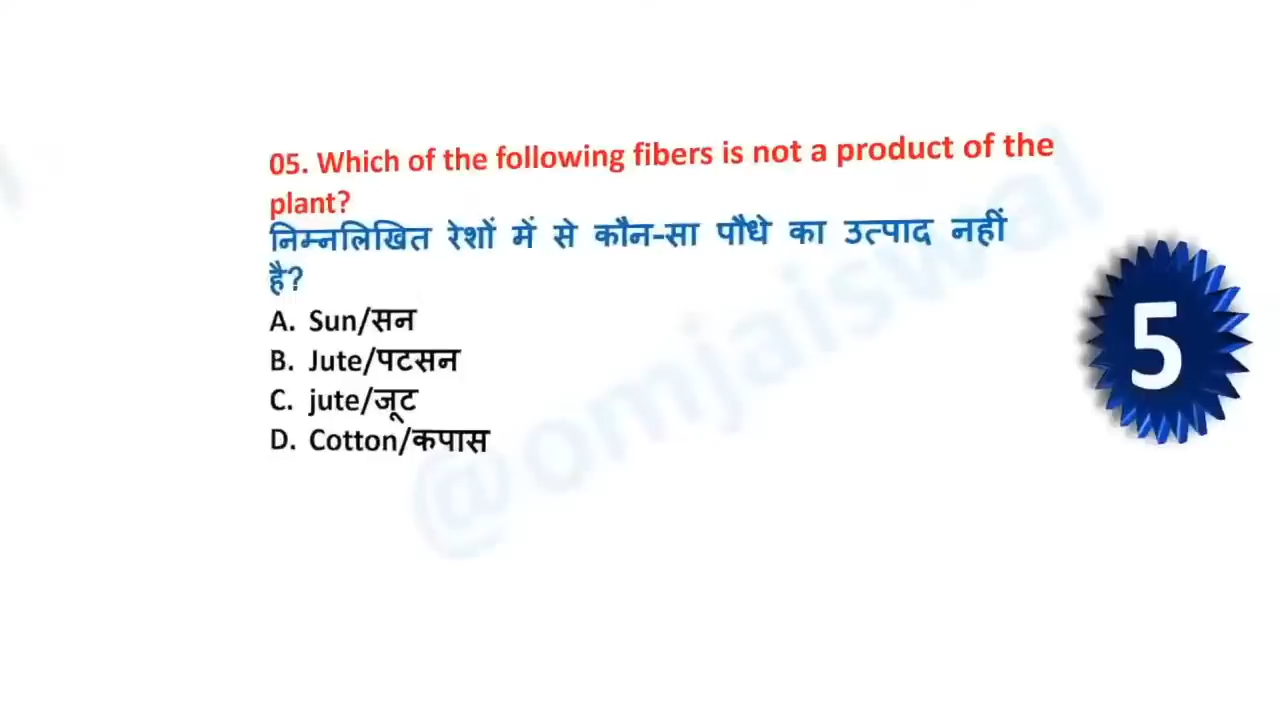 05. Which of the following fibers is not a product of the
plant?
निम्नलिखित रेशों में से कौन-सा पौधे का उत्पाद नहीं
है?
A. Sun/सन
B. Jute/पटसन
C. jute/जूट
D. Cotton/कपास
5
@omjaiswal